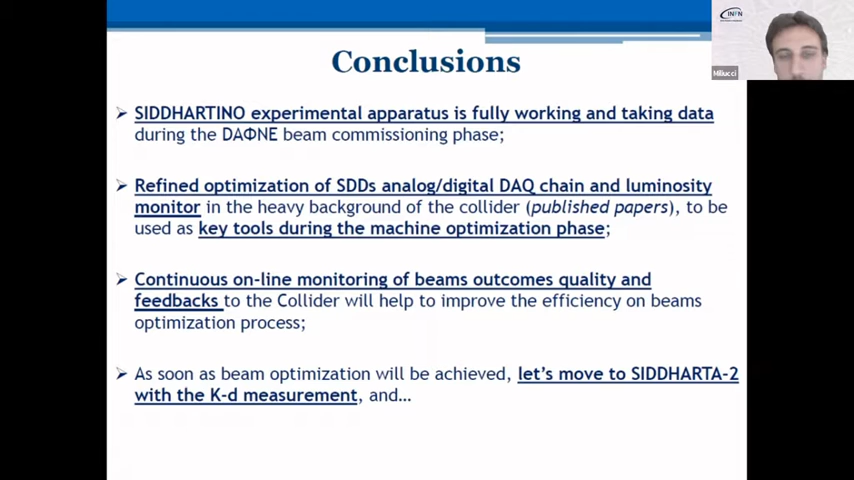 INFN
Conclusions
Miliucci
➢ SIDDHARTINO experimental apparatus is fully working and taking data
during the DAΦNE beam commissioning phase;
➢ Refined optimization of SDDs analog/digital DAQ chain and luminosity
monitor in the heavy background of the collider (published papers), to be
used as key tools during the machine optimization phase;
➢ Continuous on-line monitoring of beams outcomes quality and
feedbacks to the Collider will help to improve the efficiency on beams
optimization process;
➢ As soon as beam optimization will be achieved, let's move to SIDDHARTA-2
with the K-d measurement, and…